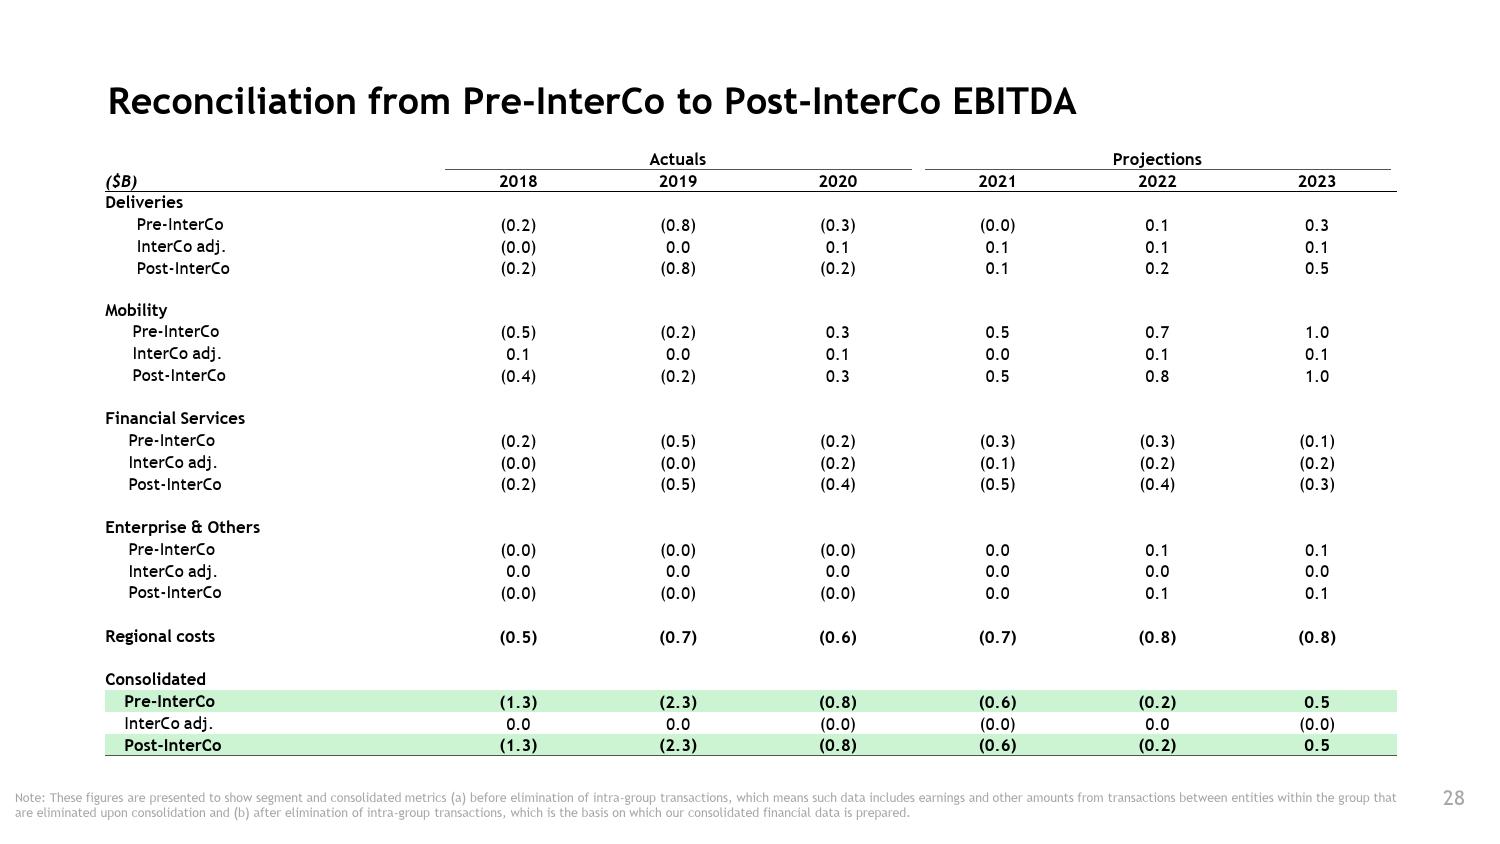 Reconciliation from Pre-InterCo to Post-InterCo EBITDA
Actuals Projections
($B) 2018 2019 2020 2021 2022 2023
Deliveries
Pre-InterCo (0.2) (0.8) (0.3) (0.0) 0.1 0.3
InterCo adj. (0.0) 0.0 0.1 0.1 0.1 0.1
Post-InterCo (0.2) (0.8) (0.2) 0.1 0.2 0.5
Mobility
Pre-InterCo (0.5) (0.2) 0.3 0.5 0.7 1.0
InterCo adj. 0.1 0.0 0.1 0.0 0.1 0.1
Post-InterCo (0.4) (0.2) 0.3 0.5 0.8 1.0
Financial Services
Pre-InterCo (0.2) (0.5) (0.2) (0.3) (0.3) (0.1)
InterCo adj. (0.0) (0.0) (0.2) (0.1) (0.2) (0.2)
Post-InterCo (0.2) (0.5) (0.4) (0.5) (0.4) (0.3)
Enterprise & Others
Pre-InterCo (0.0) (0.0) (0.0) 0.0 0.1 0.1
InterCo adj. 0.0 0.0 0.0 0.0 0.0 0.0
Post-InterCo (0.0) (0.0) (0.0) 0.0 0.1 0.1
Regional costs (0.5) (0.7) (0.6) (0.7) (0.8) (0.8)
Consolidated
Pre-InterCo (1.3) (2.3) (0.8) (0.6) (0.2) 0.5
InterCo adj. 0.0 0.0 (0.0) (0.0) 0.0 (0.0)
Post-InterCo (1.3) (2.3) (0.8) (0.6) (0.2) 0.5
Note: These figures are presented to show segment and consolidated metrics (a) before elimination of intra-group transactions, which means such data includes earnings and other amounts from transactions between entities within the group that
are eliminated upon consolidation and (b) after elimination of intra-group transactions, which is the basis on which our consolidated financial data is prepared.
28